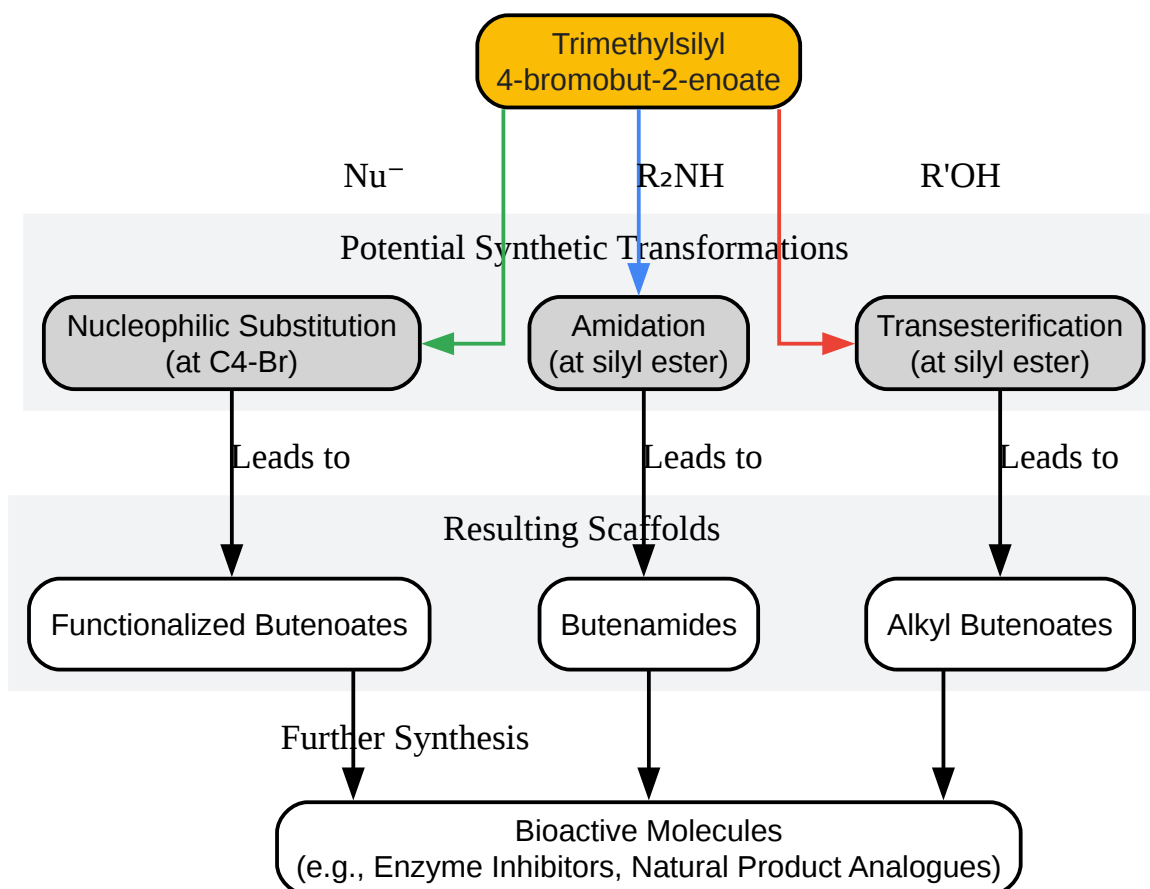 Trimethylsilyl
4-bromobut-2-enoate
Nu⁻
R₂NH
R'OH
Potential Synthetic Transformations
Nucleophilic Substitution
(at C4-Br)
Amidation
(at silyl ester)
Transesterification
(at silyl ester)
Leads to
Leads to
Leads to
Resulting Scaffolds
Functionalized Butenoates
Butenamides
Alkyl Butenoates
Further Synthesis
Bioactive Molecules
(e.g., Enzyme Inhibitors, Natural Product Analogues)